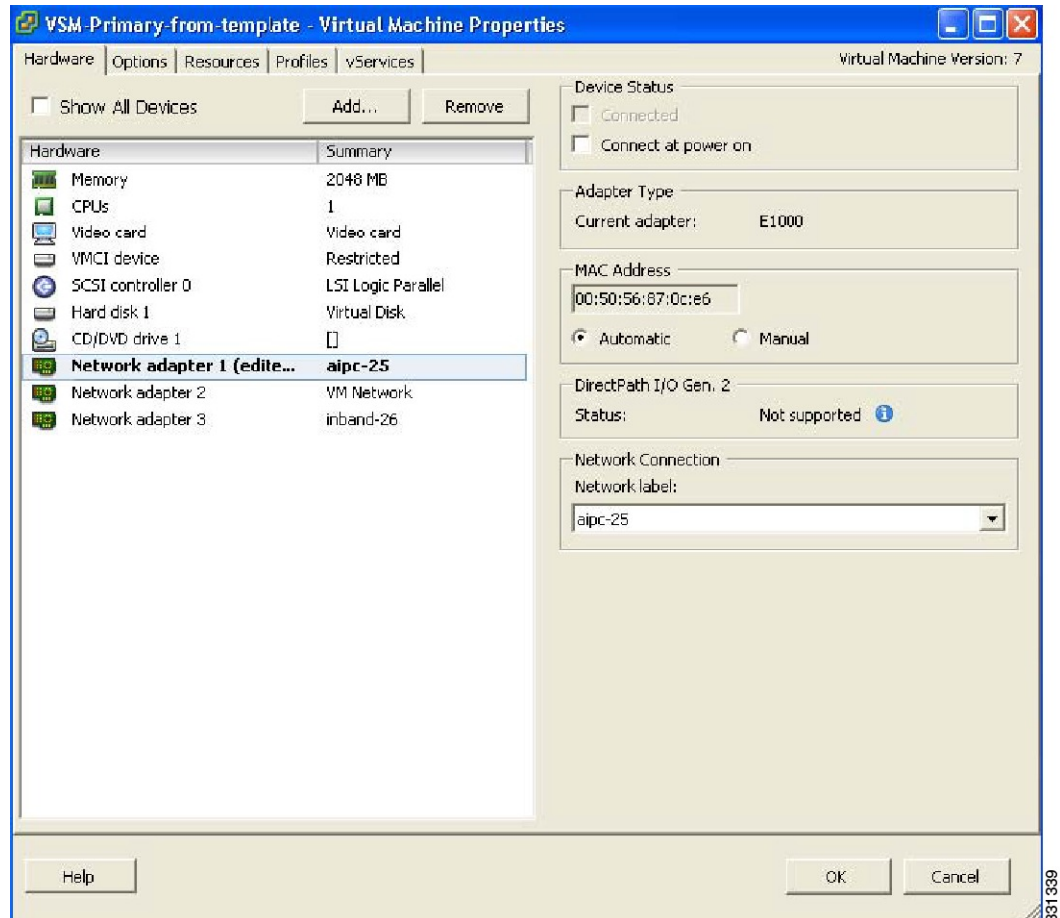 VSM-Primary-from-template - Virtual Machine Properties
Hardware Options Resources Profiles vServices Virtual Machine Version: 7
Show All Devices Add... Remove
Hardware Summary
Memory 2048 MB
CPUs 1
Video card Video card
VMCI device Restricted
SCSI controller 0 LSI Logic Parallel
Hard disk 1 Virtual Disk
CD/DVD drive 1 []
Network adapter 1 (edite... aipc-25
Network adapter 2 VM Network
Network adapter 3 inband-26
Device Status
Connected
Connect at power on
Adapter Type
Current adapter: E1000
MAC Address
00:50:56:87:0c:e6
Automatic Manual
DirectPath I/O Gen. 2
Status: Not supported
Network Connection
Network label:
aipc-25
Help OK Cancel
331339